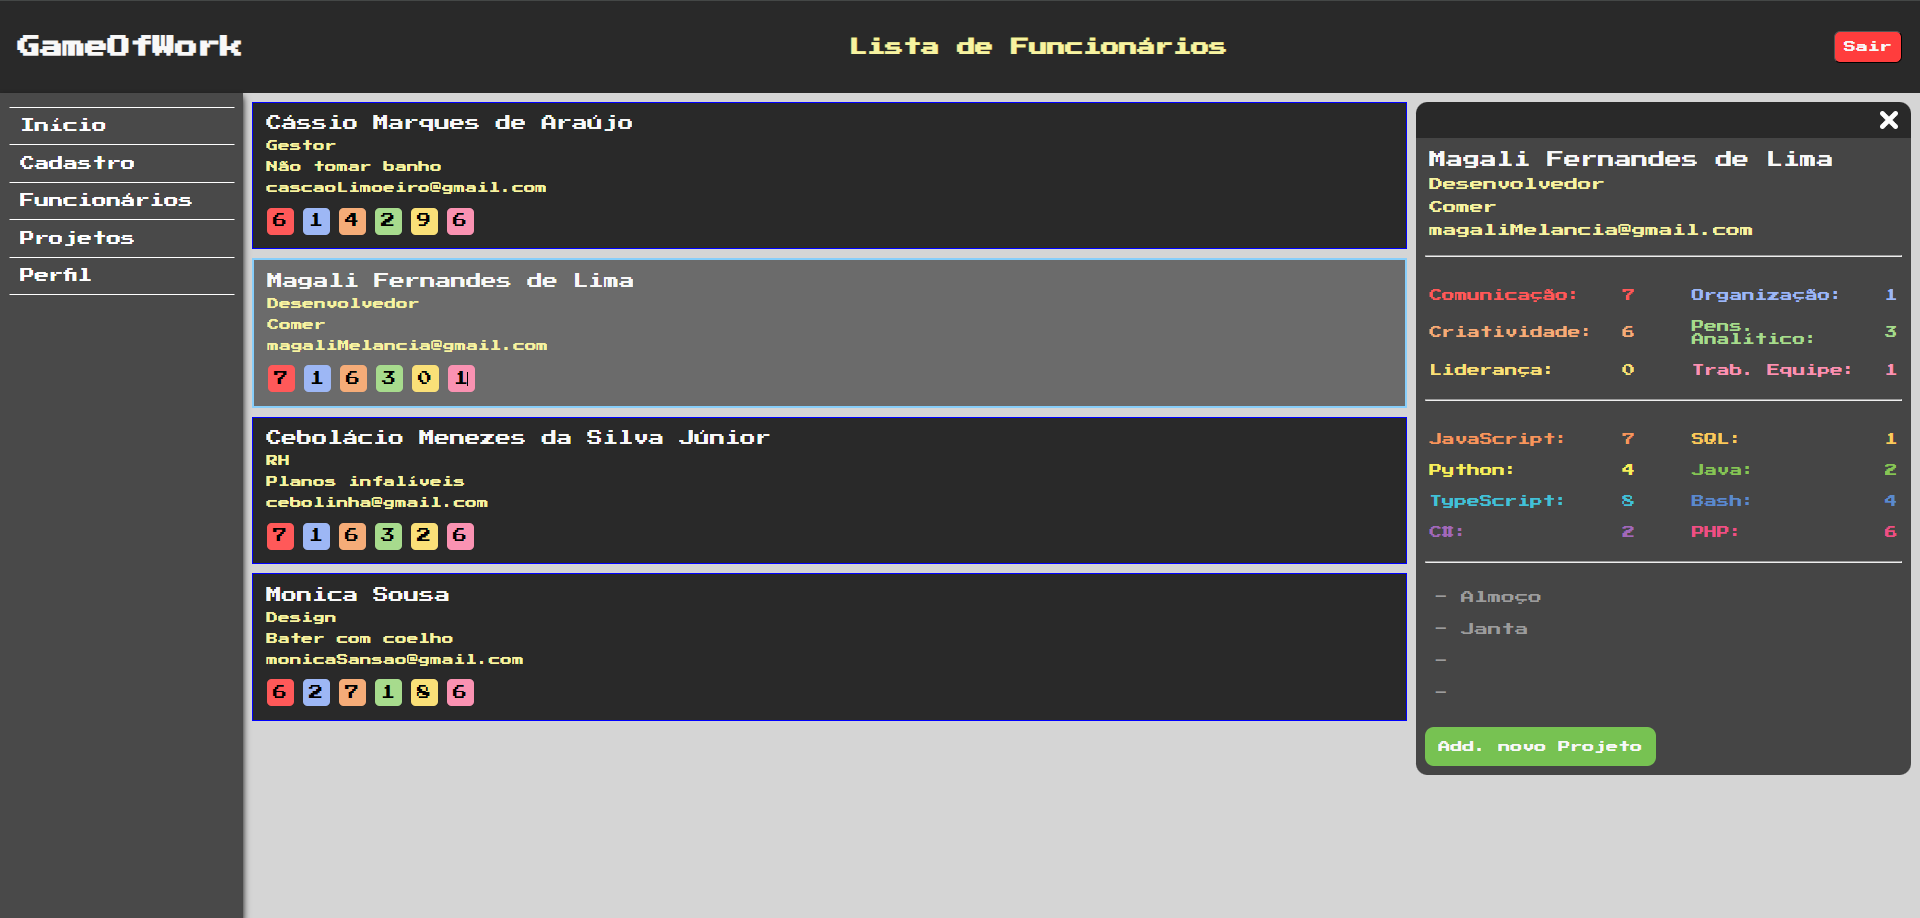 GameOfWork
Lista de Funcionários
Sair
Início
Cadastro
Funcionários
Projetos
Perfil
Cássio Marques de Araújo
Gestor
Não tomar banho
cascaoLimoeiro@gmail.com
6 1 4 2 9 6
Magali Fernandes de Lima
Desenvolvedor
Comer
magaliMelancia@gmail.com
7 1 6 3 0 1
Cebolácio Menezes da Silva Júnior
RH
Planos infalíveis
cebolinha@gmail.com
7 1 6 3 2 6
Monica Sousa
Design
Bater com coelho
monicaSansao@gmail.com
6 2 7 1 8 6
Magali Fernandes de Lima
Desenvolvedor
Comer
magaliMelancia@gmail.com
Comunicação: 7 Organização: 1
Criatividade: 6 Pens. Analítico: 3
Liderança: 0 Trab. Equipe: 1
JavaScript: 7 SQL: 1
Python: 4 Java: 2
TypeScript: 8 Bash: 4
C#: 2 PHP: 6
- Almoço
- Janta
-
-
Add. novo Projeto